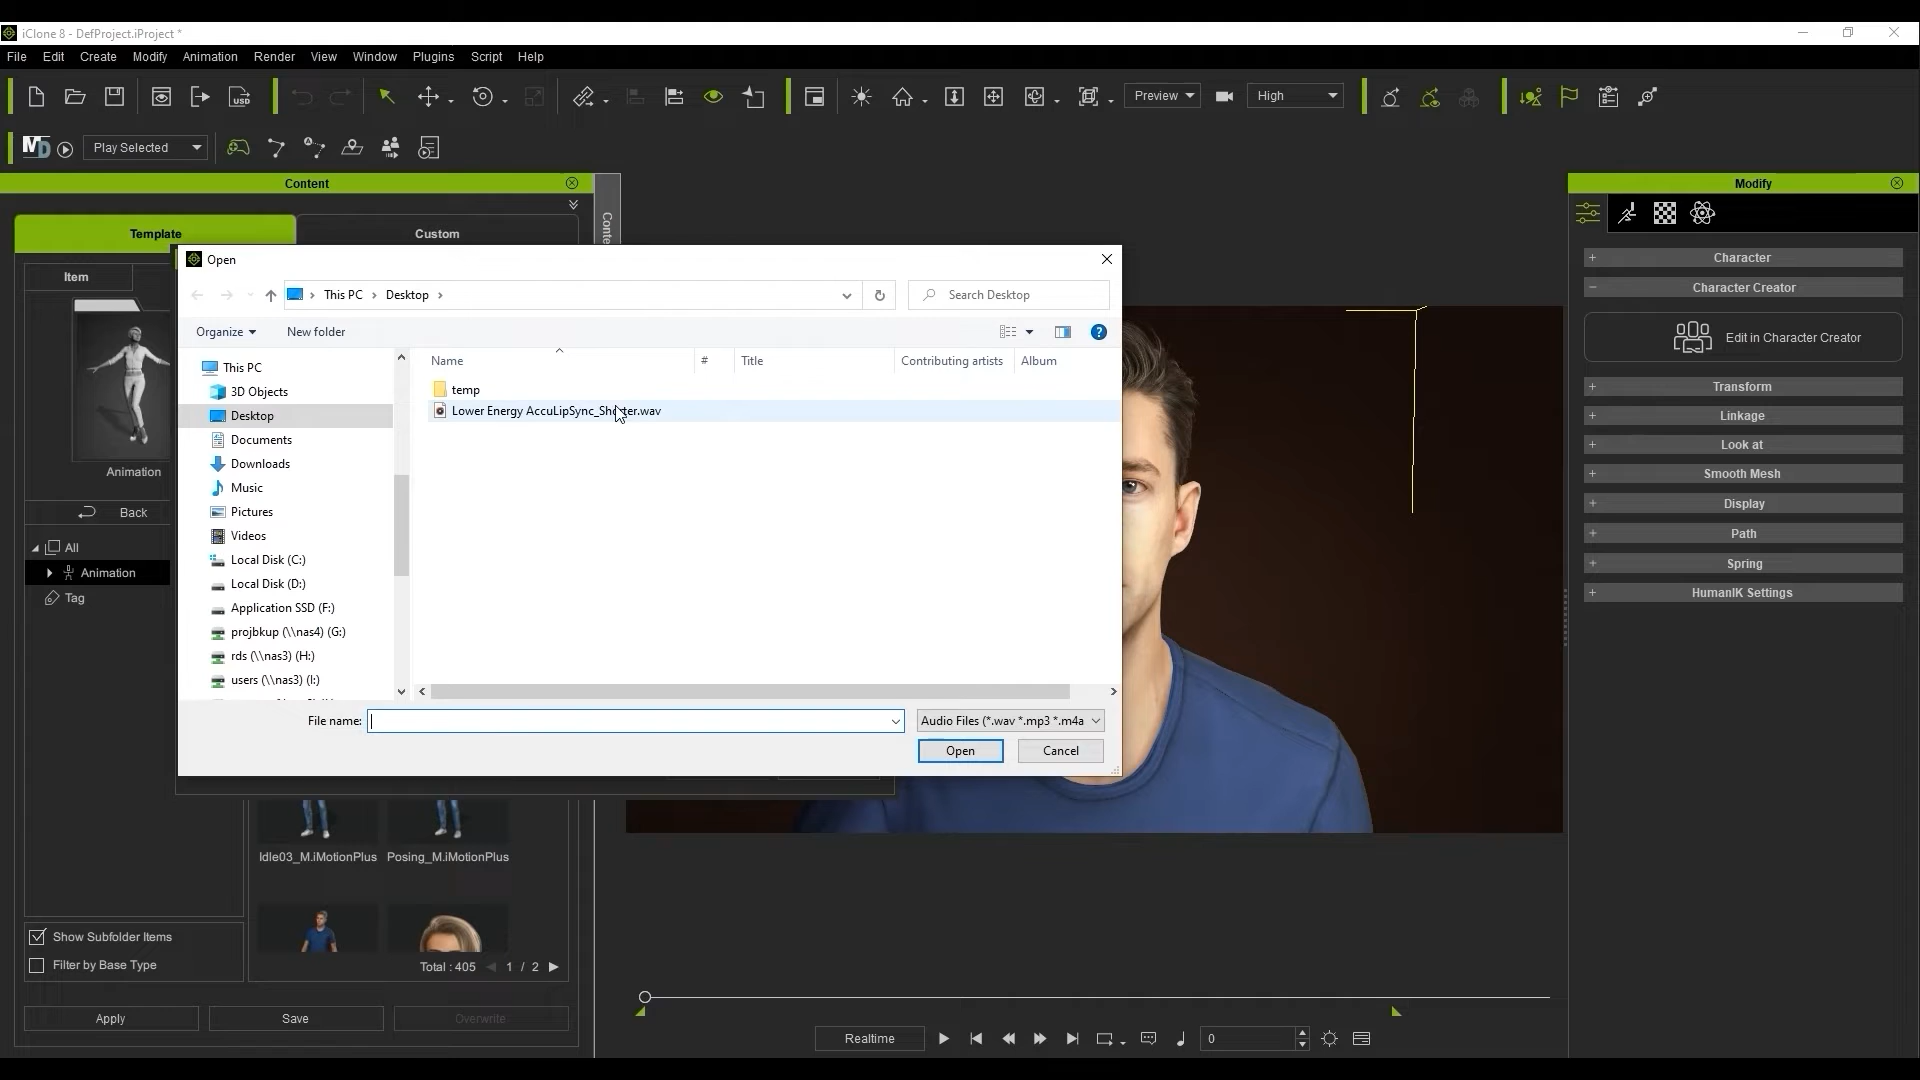 iClone 8 - DefProject.iProject *
File Edit Create Modify Animation Render View Window Plugins Script Help
USD
Preview
High
MD
Play Selected
Content
Conte
Modify
Template
Custom
Item
Animation
Back
All
Animation
Tag
Open
This PC > Desktop >
Search Desktop
Organize
New folder
Name
#
Title
Contributing artists
Album
This PC
3D Objects
Desktop
Documents
Downloads
Music
Pictures
Videos
Local Disk (C:)
Local Disk (D:)
Application SSD (F:)
projbkup (\\nas4) (G:)
rds (\\nas3) (H:)
users (\\nas3) (I:)
temp
Lower Energy AccuLipSync_Shorter.wav
File name:
Audio Files (*.wav *.mp3 *.m4a
Open
Cancel
Character
Character Creator
Edit in Character Creator
Transform
Linkage
Look at
Smooth Mesh
Display
Path
Spring
HumanIK Settings
Idle03_M.iMotionPlus
Posing_M.iMotionPlus
Show Subfolder Items
Filter by Base Type
Total : 405
1 / 2
Apply
Save
Overwrite
Realtime
0